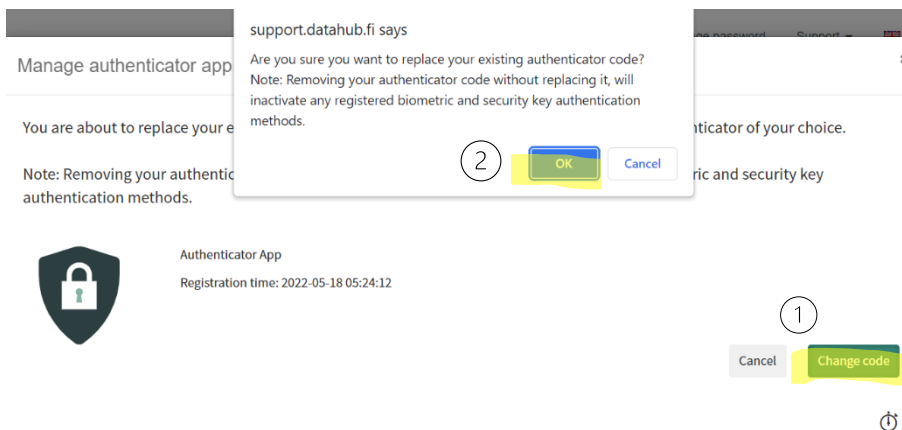 support.datahub.fi says
Are you sure you want to replace your existing authenticator code?
Note: Removing your authenticator code without replacing it, will
inactivate any registered biometric and security key authentication
methods.
OK
Cancel
2
password
Support
Manage authenticator app
You are about to replace your
of your choice.
Note: Removing your
and security key
authentication methods.
Authenticator App
Registration time: 2022-05-18 05:24:12
1
Cancel
Change code